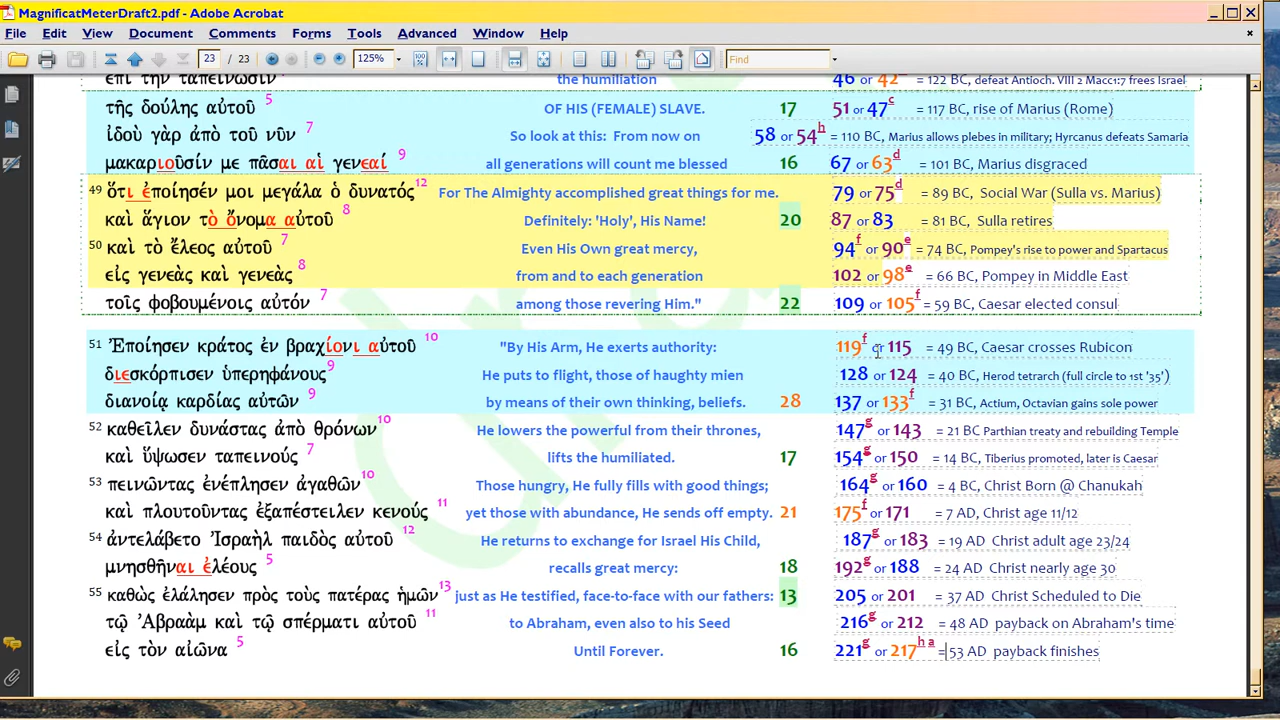 MagnificatMeterDraft2.pdf - Adobe Acrobat
File Edit View Document Comments Forms Tools Advanced Window Help
23 / 23 125% Find
ἐπὶ τὴν ταπείνωσιν the humiliation 46 or 42c = 122 BC, defeat Antioch. VIII 2 Macc1:7 frees Israel
τῆς δούλης αὐτοῦ 5 OF HIS (FEMALE) SLAVE. 17 51 or 47c = 117 BC, rise of Marius (Rome)
ἰδοὺ γὰρ ἀπὸ τοῦ νῦν 7 So look at this: From now on 58 or 54h = 110 BC, Marius allows plebes in military; Hyrcanus defeats Samaria
μακαριοῦσίν με πᾶσαι αἱ γενεαί 9 all generations will count me blessed 16 67 or 63d = 101 BC, Marius disgraced
49 ὅτι ἐποίησέν μοι μεγάλα ὁ δυνατός 12 For The Almighty accomplished great things for me. 79 or 75d = 89 BC, Social War (Sulla vs. Marius)
καὶ ἅγιον τὸ ὄνομα αὐτοῦ 8 Definitely: 'Holy', His Name! 20 87 or 83 = 81 BC, Sulla retires
50 καὶ τὸ ἔλεος αὐτοῦ 7 Even His Own great mercy, 94f or 90e = 74 BC, Pompey's rise to power and Spartacus
εἰς γενεὰς καὶ γενεὰς 8 from and to each generation 102 or 98e = 66 BC, Pompey in Middle East
τοῖς φοβουμένοις αὐτόν 7 among those revering Him." 22 109 or 105f = 59 BC, Caesar elected consul
51 Ἐποίησεν κράτος ἐν βραχίονι αὐτοῦ 10 "By His Arm, He exerts authority: 119f or 115 = 49 BC, Caesar crosses Rubicon
διεσκόρπισεν ὑπερηφάνους 9 He puts to flight, those of haughty mien 128 or 124 = 40 BC, Herod tetrarch (full circle to 1st '35')
διανοίᾳ καρδίας αὐτῶν 9 by means of their own thinking, beliefs. 28 137 or 133f = 31 BC, Actium, Octavian gains sole power
52 καθεῖλεν δυνάστας ἀπὸ θρόνων 10 He lowers the powerful from their thrones, 147g or 143 = 21 BC Parthian treaty and rebuilding Temple
καὶ ὕψωσεν ταπεινούς 7 lifts the humiliated. 17 154g or 150 = 14 BC, Tiberius promoted, later is Caesar
53 πεινῶντας ἐνέπλησεν ἀγαθῶν 10 Those hungry, He fully fills with good things; 164g or 160 = 4 BC, Christ Born @ Chanukah
καὶ πλουτοῦντας ἐξαπέστειλεν κενούς 11 yet those with abundance, He sends off empty. 21 175f or 171 = 7 AD, Christ age 11/12
54 ἀντελάβετο Ἰσραὴλ παιδὸς αὐτοῦ 12 He returns to exchange for Israel His Child, 187g or 183 = 19 AD Christ adult age 23/24
μνησθῆναι ἐλέους 5 recalls great mercy: 18 192g or 188 = 24 AD Christ nearly age 30
55 καθὼς ἐλάλησεν πρὸς τοὺς πατέρας ἡμῶν 13 just as He testified, face-to-face with our fathers: 13 205 or 201 = 37 AD Christ Scheduled to Die
τῷ Ἀβραὰμ καὶ τῷ σπέρματι αὐτοῦ 11 to Abraham, even also to his Seed 216g or 212 = 48 AD payback on Abraham's time
εἰς τὸν αἰῶνα 5 Until Forever. 16 221g or 217h a = 53 AD payback finishes